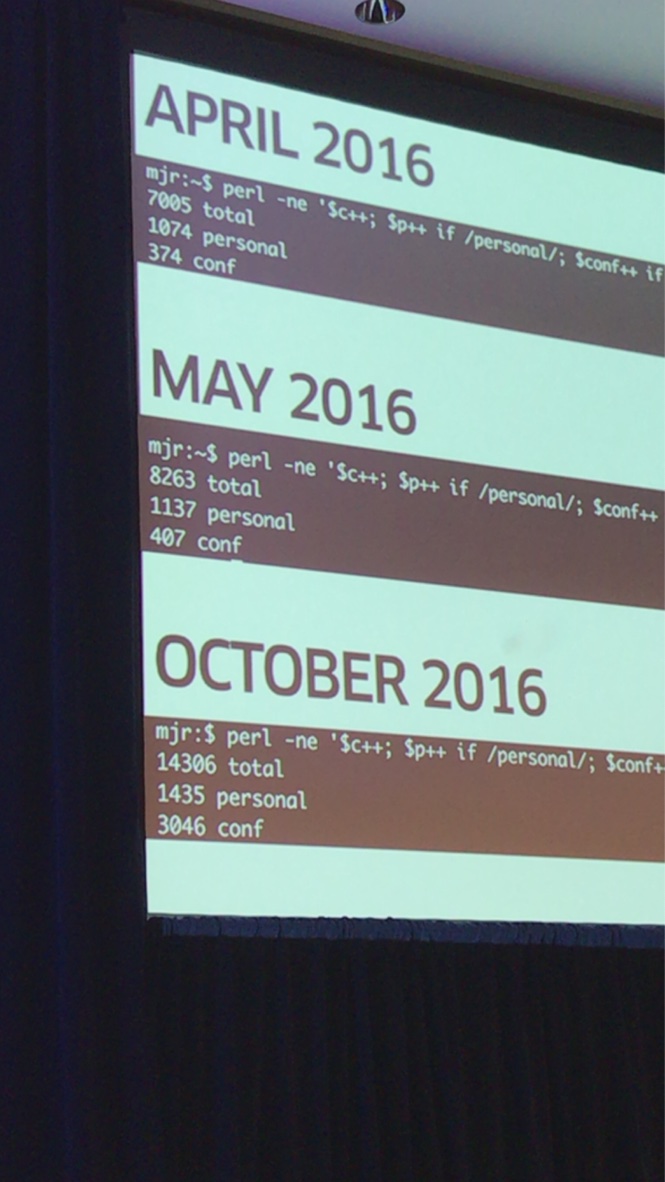 APRIL 2016
mjr:~$ perl -ne '$c++; $p++ if /personal/; $conf++ if
7005 total
1074 personal
374 conf
MAY 2016
mjr:~$ perl -ne '$c++; $p++ if /personal/; $conf++
8263 total
1137 personal
407 conf
OCTOBER 2016
mjr:$ perl -ne '$c++; $p++ if /personal/; $conf+
14306 total
1435 personal
3046 conf